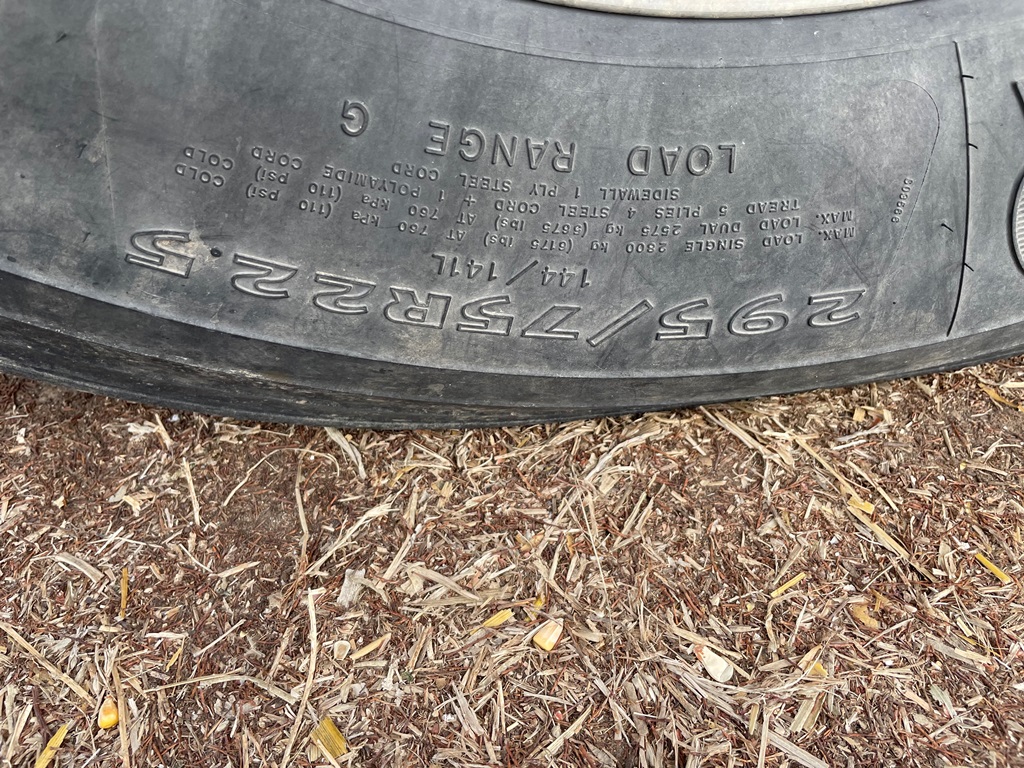 295/75R22.5
144/141L
MAX. LOAD SINGLE 2800 kg (6175 lbs) AT 760 kPa (110 psi) COLD
MAX. LOAD DUAL 2575 kg (5675 lbs) AT 760 kPa (110 psi) COLD
TREAD 5 PLIES 4 STEEL CORD + 1 POLYAMIDE CORD
SIDEWALL 1 PLY STEEL CORD
LOAD RANGE G